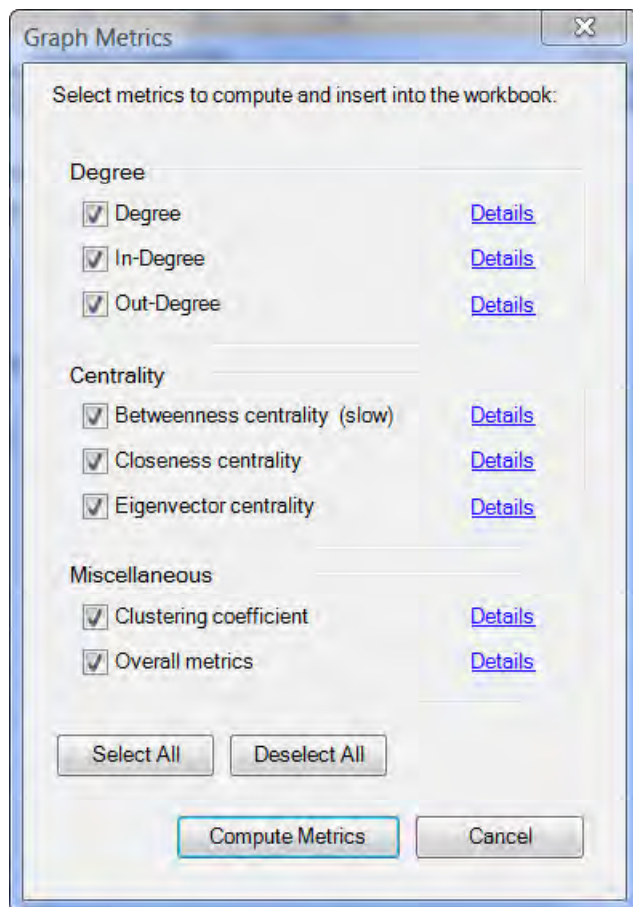 Graph Metrics
Select metrics to compute and insert into the workbook:
Degree
Degree Details
In-Degree Details
Out-Degree Details
Centrality
Betweenness centrality (slow) Details
Closeness centrality Details
Eigenvector centrality Details
Miscellaneous
Clustering coefficient Details
Overall metrics Details
Select All Deselect All
Compute Metrics Cancel